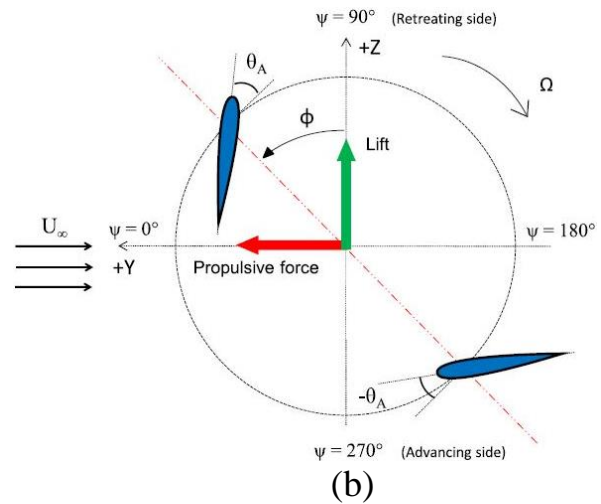 ψ = 90° (Retreating side)
+Z
θA
Ω
ϕ
Lift
U∞
ψ = 0°
ψ = 180°
+Y
Propulsive force
-θA
ψ = 270° (Advancing side)
(b)